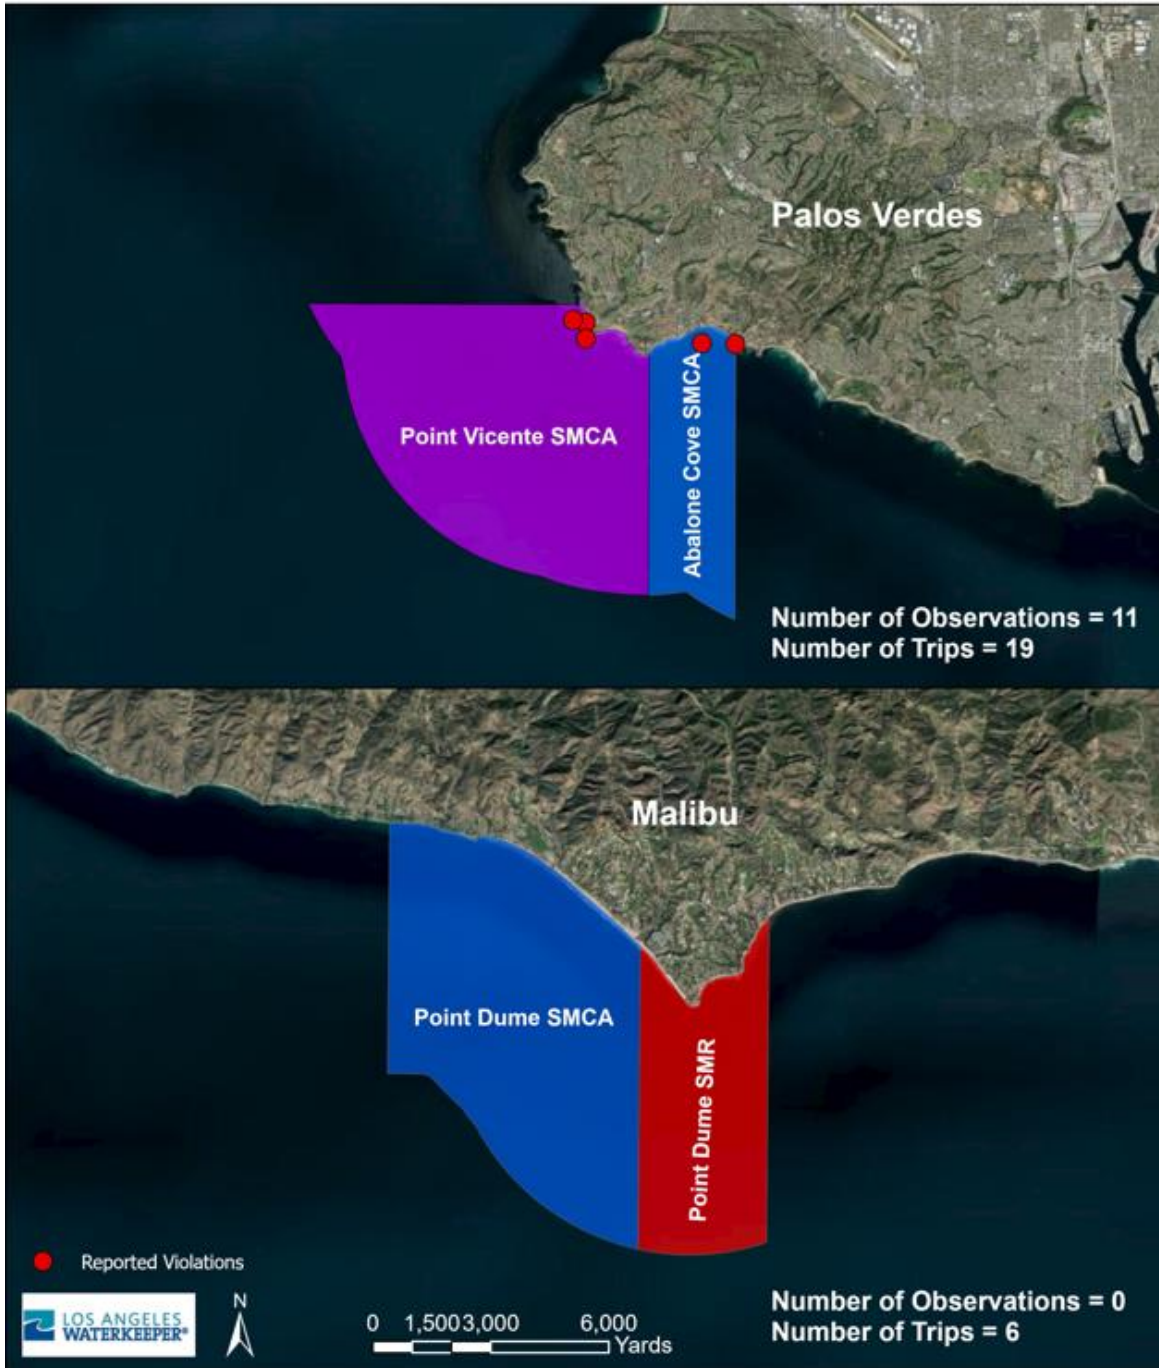 Palos Verdes
Point Vicente SMCA
Abalone Cove SMCA
Number of Observations = 11
Number of Trips = 19
Malibu
Point Dume SMCA
Point Dume SMR
Reported Violations
LOS ANGELES
WATERKEEPER®
N
0 1,500 3,000 6,000
Yards
Number of Observations = 0
Number of Trips = 6